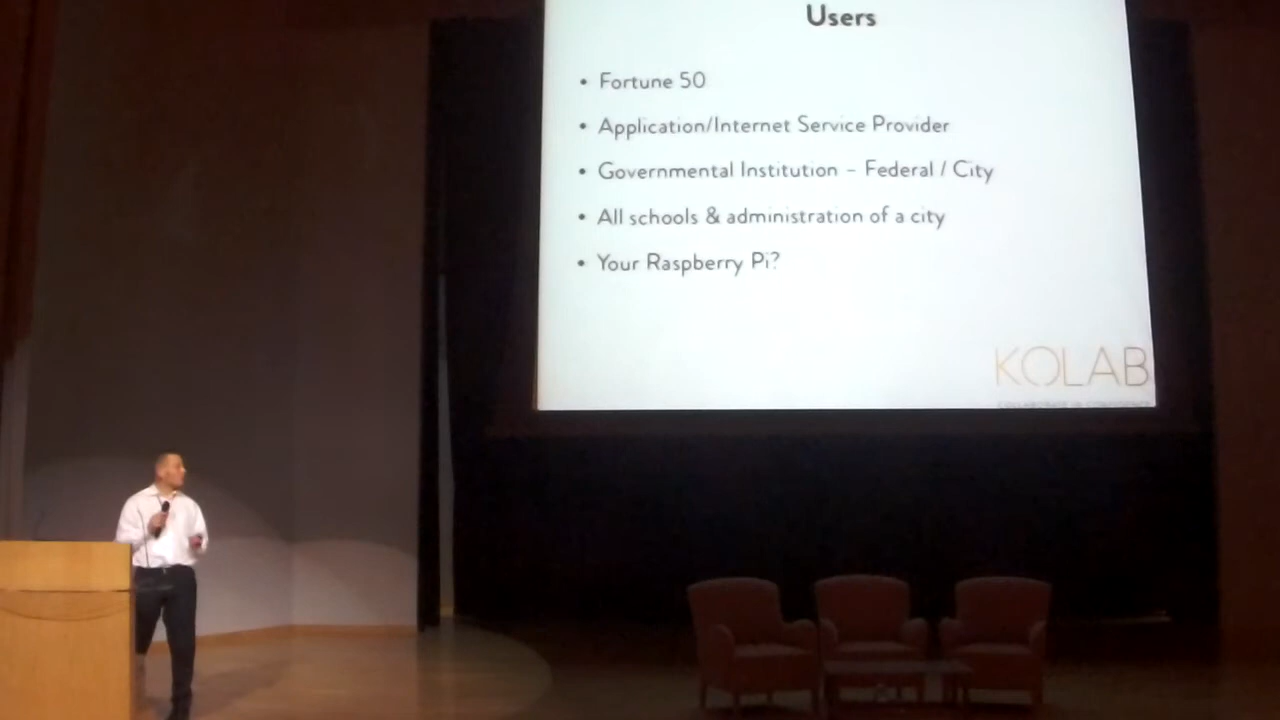 Users
• Fortune 50
• Application/Internet Service Provider
• Governmental Institution – Federal / City
• All schools & administration of a city
• Your Raspberry Pi?
KOLAB